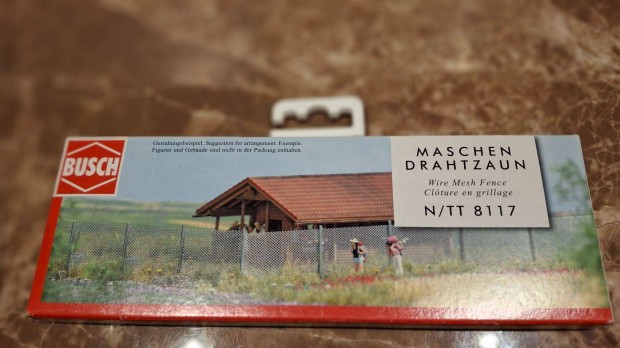 BUSCH
Gestaltungsbeispiel. Suggestion for arrangement. Exemple.
Figuren und Gebäude sind nicht in der Packung enthalten.
MASCHEN
DRAHTZAUN
Wire Mesh Fence
Clôture en grillage
N/TT 8117